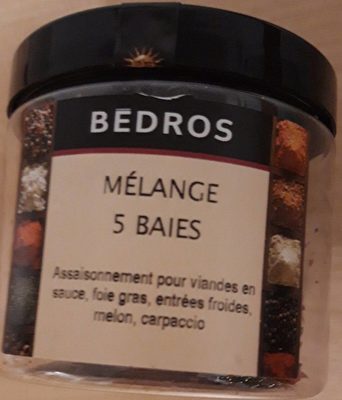 BEDROS
MÉLANGE
5 BAIES
Assaisonnement pour viandes en
sauce, foie gras, entrées froides,
melon, carpaccio